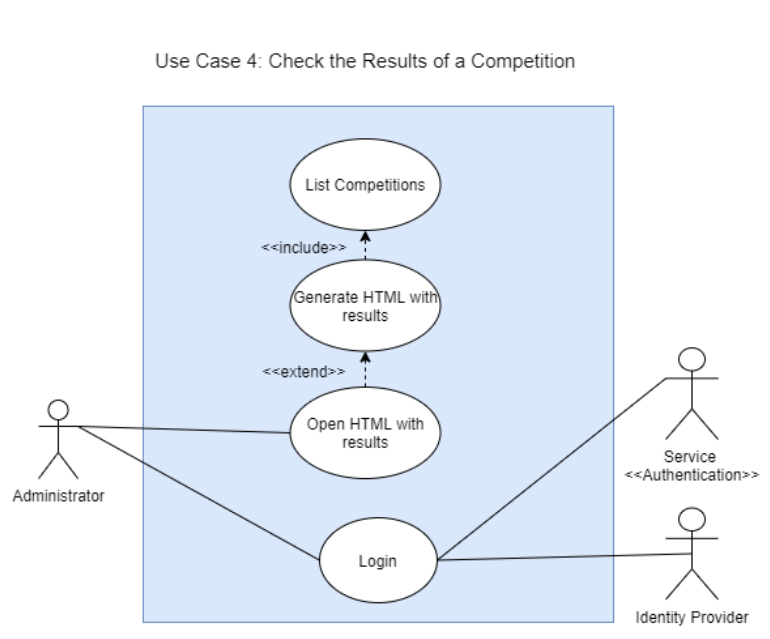 Use Case 4: Check the Results of a Competition
List Competitions
<<include>>
Generate HTML with
results
<<extend>>
Open HTML with
results
Administrator
Service
<<Authentication>>
Login
Identity Provider